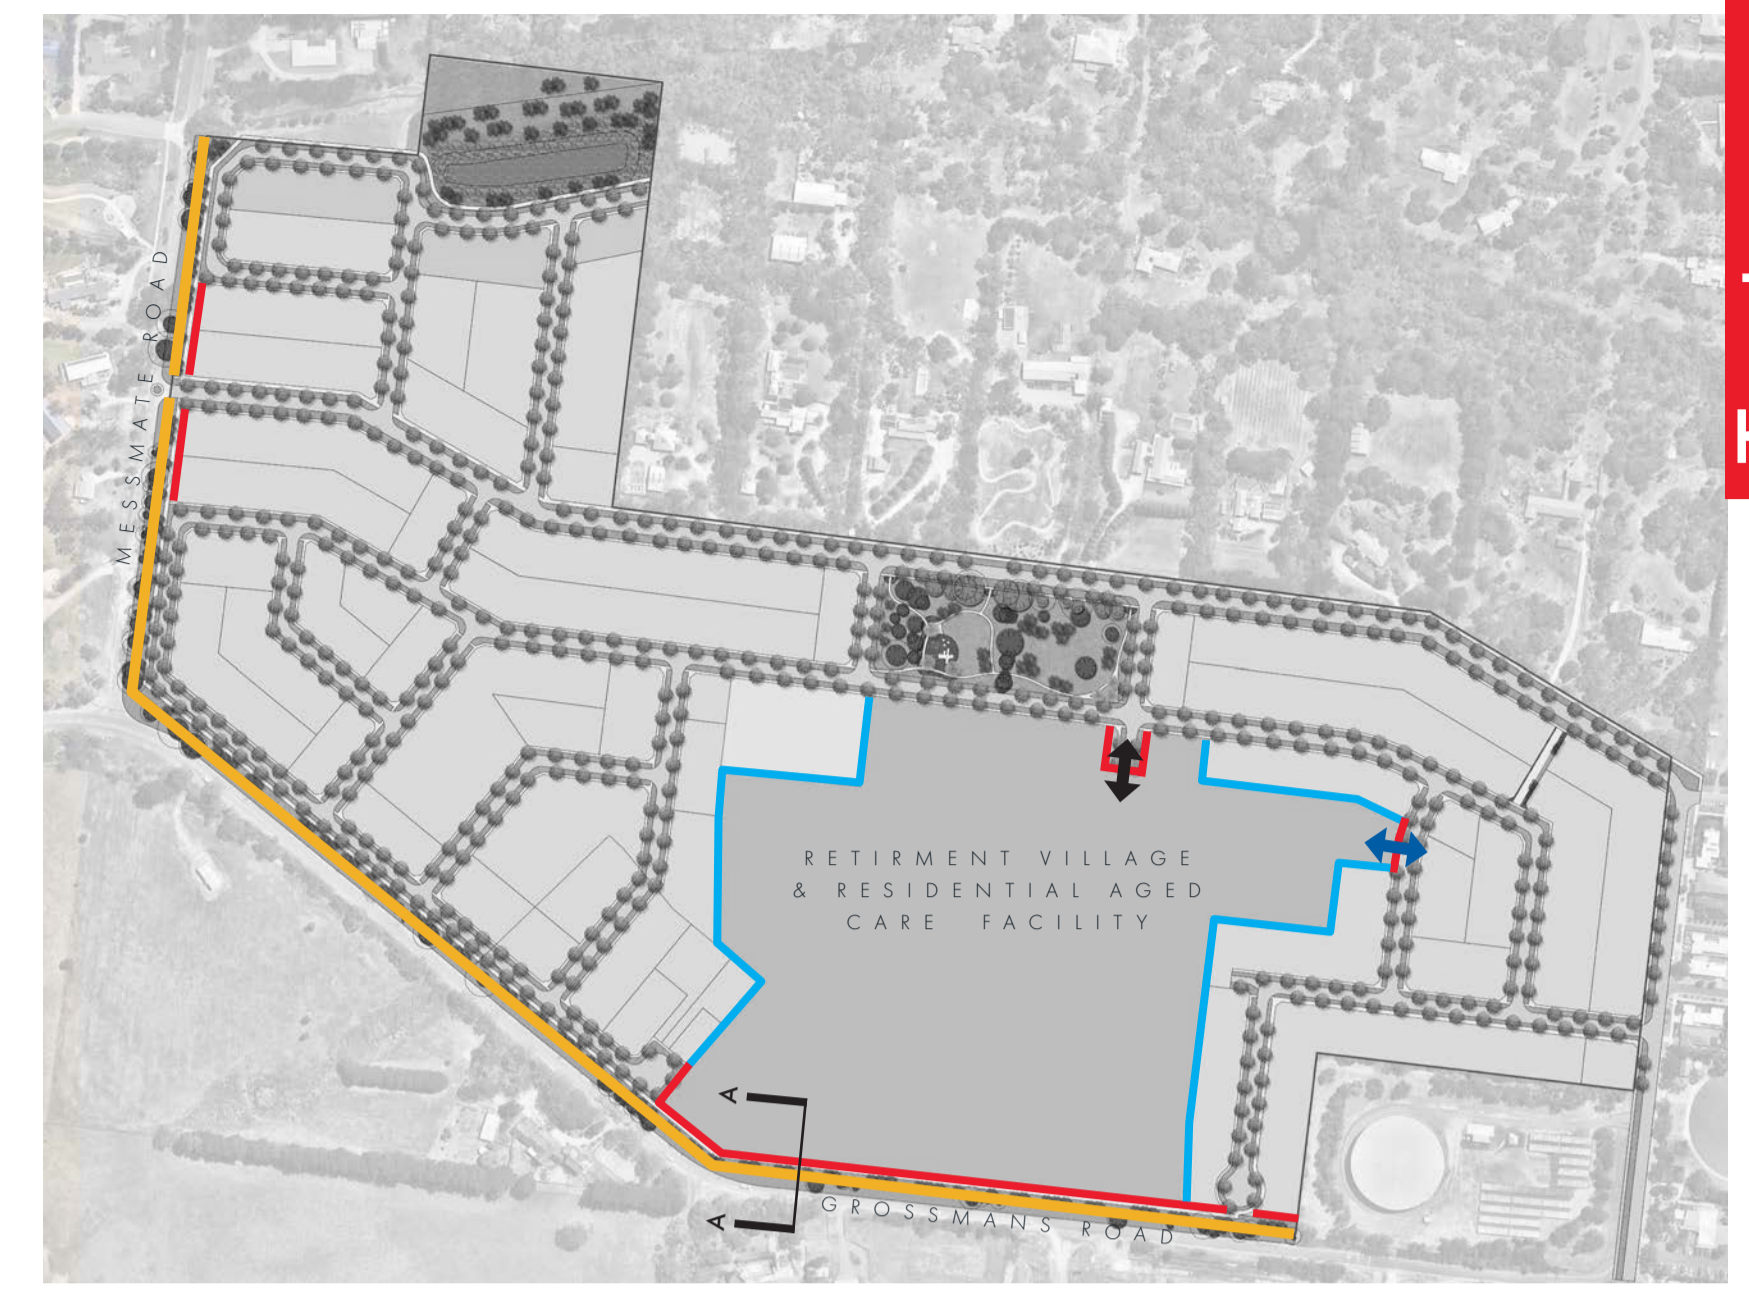 MESSMATE ROAD
RETIRMENT VILLAGE
& RESIDENTIAL AGED
CARE FACILITY
A
A
GROSSMANS ROAD